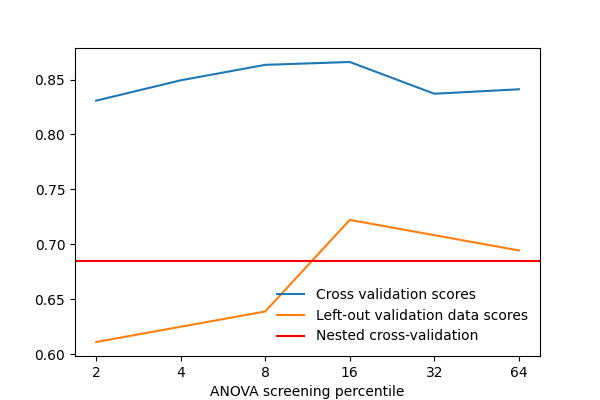 0.85
0.80
0.75
0.70
0.65
0.60
Cross validation scores
Left-out validation data scores
Nested cross-validation
2 4 8 16 32 64
ANOVA screening percentile